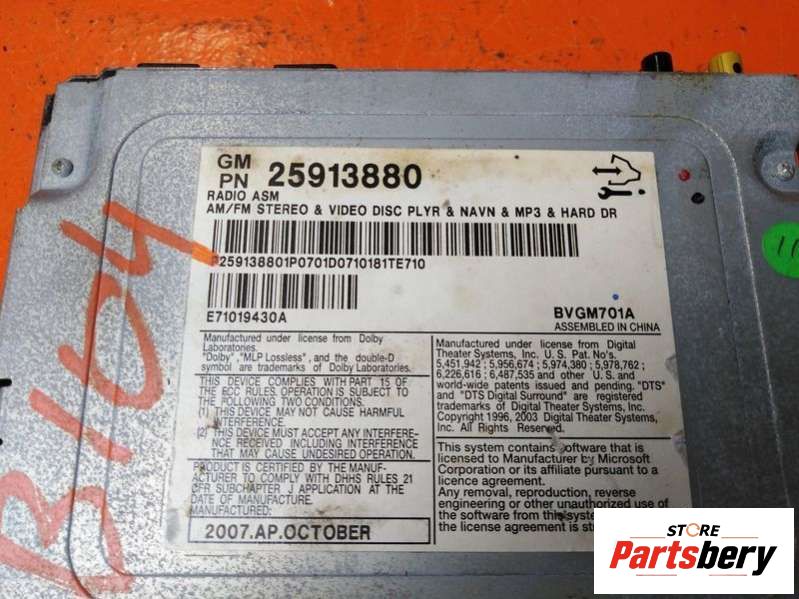 GM
PN 25913880
RADIO ASM
AM/FM STEREO & VIDEO DISC PLYR & NAVN & MP3 & HARD DR
P259138801P0701D0710181TE710
E71019430A
BVGM701A
ASSEMBLED IN CHINA
Manufactured under license from Dolby
Laboratories.
"Dolby", "MLP Lossless", and the double-D
symbol are trademarks of Dolby Laboratories.
THIS DEVICE COMPLIES WITH PART 15 OF
THE FCC RULES. OPERATION IS SUBJECT TO
THE FOLLOWING TWO CONDITIONS.
(1) THIS DEVICE MAY NOT CAUSE HARMFUL
INTERFERENCE.
(2) THIS DEVICE MUST ACCEPT ANY INTERFER-
ENCE RECEIVED INCLUDING INTERFERENCE
THAT MAY CAUSE UNDESIRED OPERATION.
PRODUCT IS CERTIFIED BY THE MANUF-
ACTURER TO COMPLY WITH DHHS RULES 21
CFR SUBCHAPTER J APPLICATION AT THE
DATE OF MANUFACTURE.
MANUFACTURED:
2007.AP.OCTOBER
Manufactured under license from Digital
Theater Systems, Inc. U.S. Pat. No's.
5,451,942 ; 5,956,674 ; 5,974,380 ; 5,978,762 ;
6,226,616 ; 6,487,535 and other U.S. and
world-wide patents issued and pending. "DTS"
and "DTS Digital Surround" are registered
trademarks of Digital Theater Systems, Inc.
Copyright 1996, 2003 Digital Theater Systems,
Inc. All Rights Reserved.
This system contains software that is
licensed to Manufacturer by Microsoft
Corporation or its affiliate pursuant to a
licence agreement.
Any removal, reproduction, reverse
engineering or other unauthorized use of
the software from this system
the license agreement is
B164
11
STORE
Partsbery